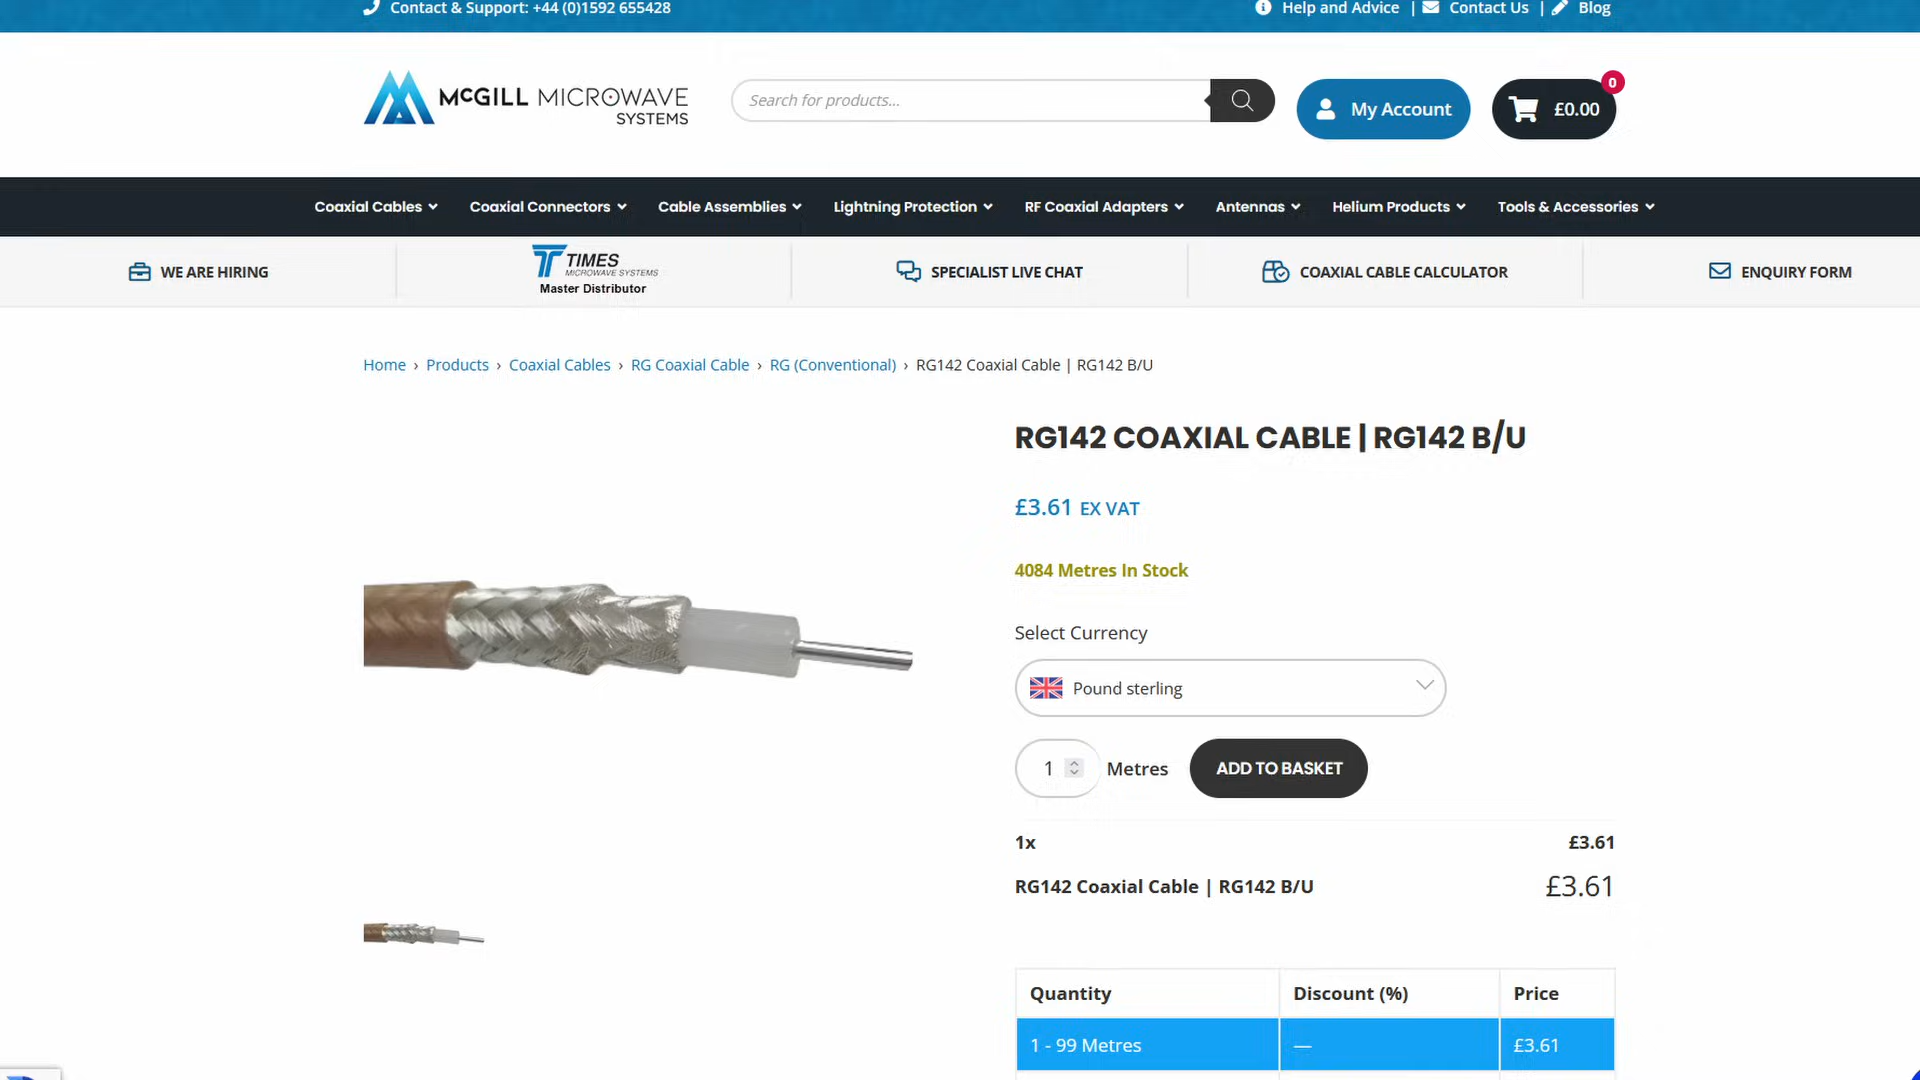 Contact & Support: +44 (0)1592 655428
Help and Advice | Contact Us | Blog
McGILL MICROWAVE
SYSTEMS
Search for products...
My Account
£0.00
0
Coaxial Cables
Coaxial Connectors
Cable Assemblies
Lightning Protection
RF Coaxial Adapters
Antennas
Helium Products
Tools & Accessories
WE ARE HIRING
TIMES
MICROWAVE SYSTEMS
Master Distributor
SPECIALIST LIVE CHAT
COAXIAL CABLE CALCULATOR
ENQUIRY FORM
Home › Products › Coaxial Cables › RG Coaxial Cable › RG (Conventional) › RG142 Coaxial Cable | RG142 B/U
RG142 COAXIAL CABLE | RG142 B/U
£3.61 EX VAT
4084 Metres In Stock
Select Currency
Pound sterling
1 Metres
ADD TO BASKET
1x £3.61
RG142 Coaxial Cable | RG142 B/U £3.61
Quantity Discount (%) Price
1 - 99 Metres — £3.61